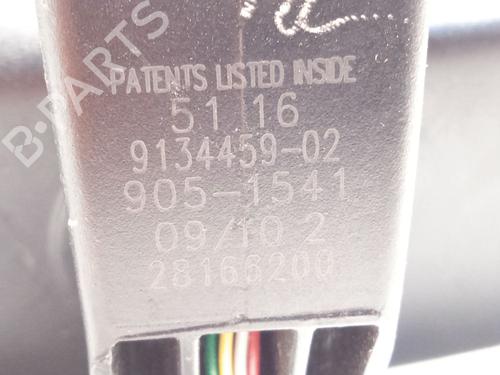 PATENTS LISTED INSIDE
51 16
9134459-02
905-1541
09/10 2
28166200
B-PARTS